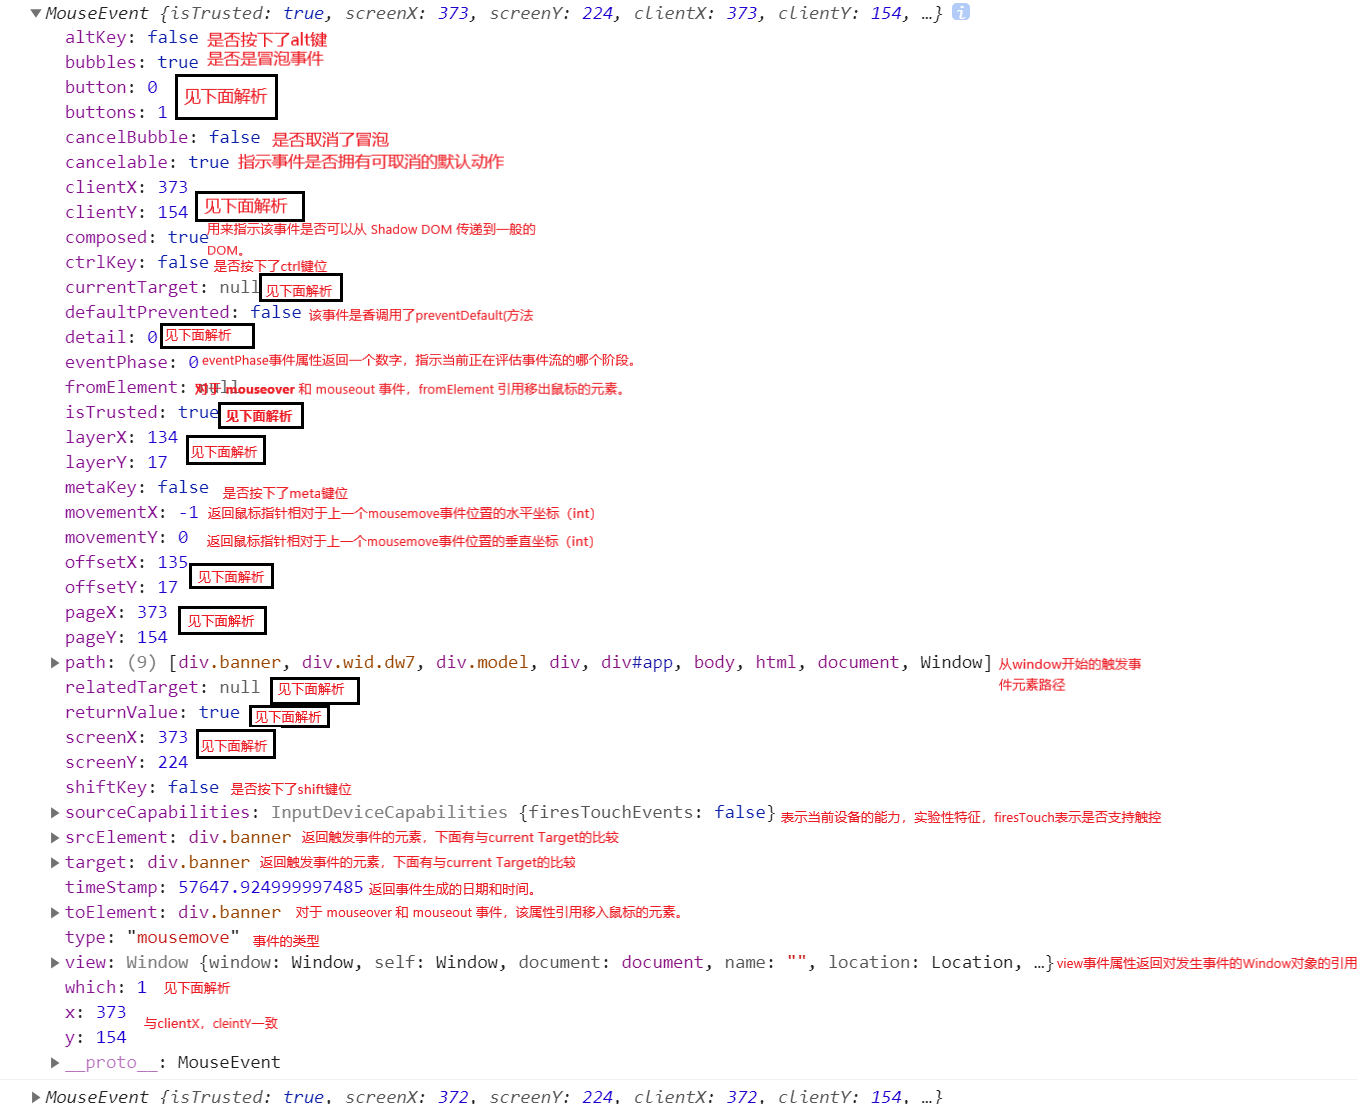 MouseEvent {isTrusted: true, screenX: 373, screenY: 224, clientX: 373, clientY: 154, …} i
altKey: false 是否按下了alt键
bubbles: true 是否是冒泡事件
button: 0
见下面解析
buttons: 1
cancelBubble: false 是否取消了冒泡
cancelable: true 指示事件是否拥有可取消的默认动作
clientX: 373
clientY: 154 见下面解析
composed: true 用来指示该事件是否可以从 Shadow DOM 传递到一般的
DOM。
ctrlKey: false 是否按下了ctrl键位
currentTarget: null 见下面解析
defaultPrevented: false 该事件是香调用了preventDefault(方法
detail: 0 见下面解析
eventPhase: 0 eventPhase事件属性返回一个数字，指示当前正在评估事件流的哪个阶段。
fromElement: null 对于 mouseover 和 mouseout 事件，fromElement 引用移出鼠标的元素。
isTrusted: true 见下面解析
layerX: 134
见下面解析
layerY: 17
metaKey: false 是否按下了meta键位
movementX: -1 返回鼠标指针相对于上一个mousemove事件位置的水平坐标（int）
movementY: 0 返回鼠标指针相对于上一个mousemove事件位置的垂直坐标（int）
offsetX: 135
见下面解析
offsetY: 17
pageX: 373
见下面解析
pageY: 154
path: (9) [div.banner, div.wid.dw7, div.model, div, div#app, body, html, document, Window] 从window开始的触发事
件元素路径
relatedTarget: null 见下面解析
returnValue: true 见下面解析
screenX: 373
见下面解析
screenY: 224
shiftKey: false 是否按下了shift键位
sourceCapabilities: InputDeviceCapabilities {firesTouchEvents: false} 表示当前设备的能力，实验性特征，firesTouch表示是否支持触控
srcElement: div.banner 返回触发事件的元素，下面有与current Target的比较
target: div.banner 返回触发事件的元素，下面有与current Target的比较
timeStamp: 57647.924999997485 返回事件生成的日期和时间。
toElement: div.banner 对于 mouseover 和 mouseout 事件，该属性引用移入鼠标的元素。
type: "mousemove" 事件的类型
view: Window {window: Window, self: Window, document: document, name: "", location: Location, …} view事件属性返回对发生事件的Window对象的引用
which: 1 见下面解析
x: 373
与clientX，cleintY一致
y: 154
__proto__: MouseEvent
MouseEvent {isTrusted: true, screenX: 372, screenY: 224, clientX: 372, clientY: 154, …}